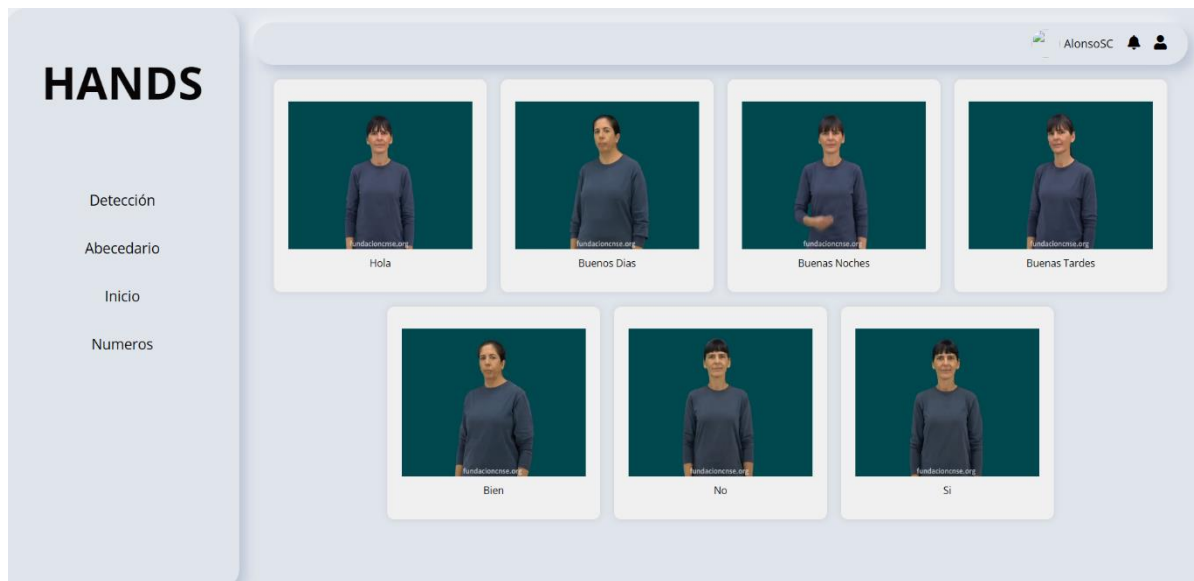 HANDS
AlonsoSC
Detección
Abecedario
Inicio
Numeros
fundacioncnse.org
Hola
fundacioncnse.org
Buenos Dias
fundacioncnse.org
Buenas Noches
fundacioncnse.org
Buenas Tardes
fundacioncnse.org
Bien
fundacioncnse.org
No
fundacioncnse.org
Si